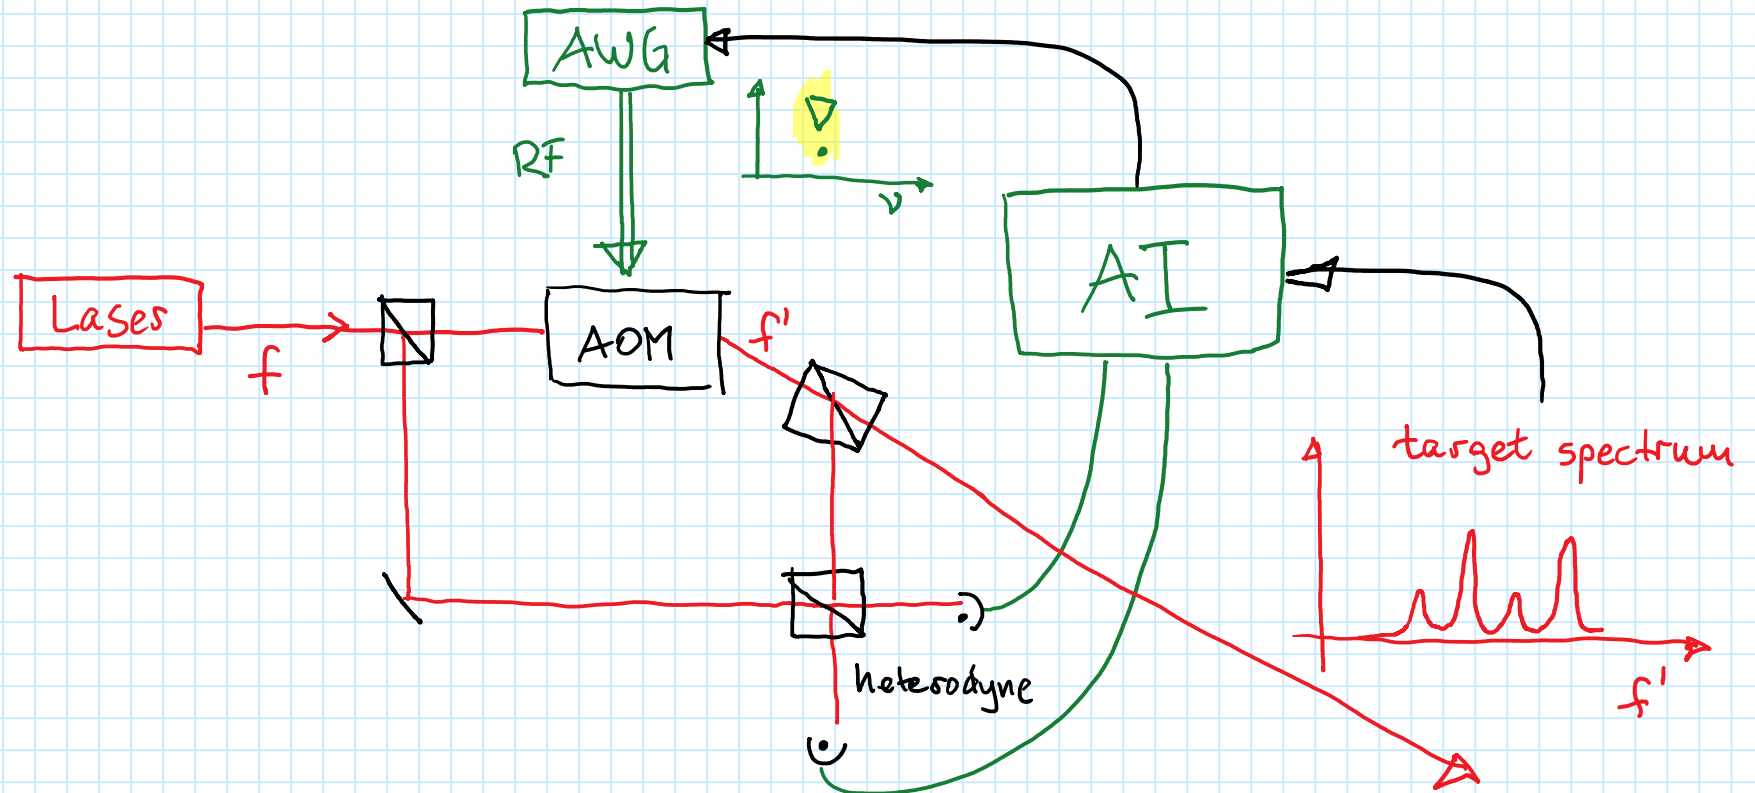 AWG
RF
ν
AI
Laser
f
AOM
f'
target spectrum
heterodyne
f'